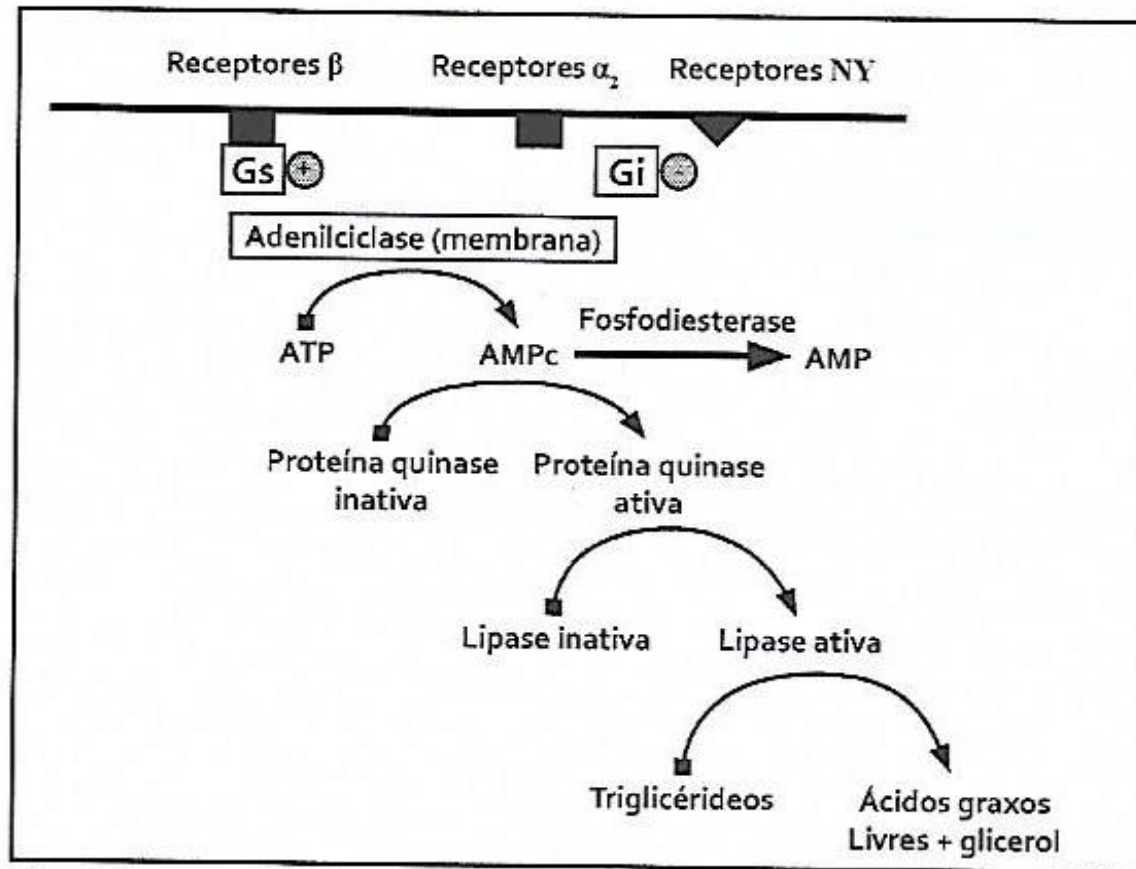 Receptores β
Receptores α₂
Receptores NY
Gs +
Gi -
Adenilciclase (membrana)
Fosfodiesterase
ATP
AMPc
AMP
Proteína quinase
inativa
Proteína quinase
ativa
Lipase inativa
Lipase ativa
Triglicérideos
Ácidos graxos
Livres + glicerol